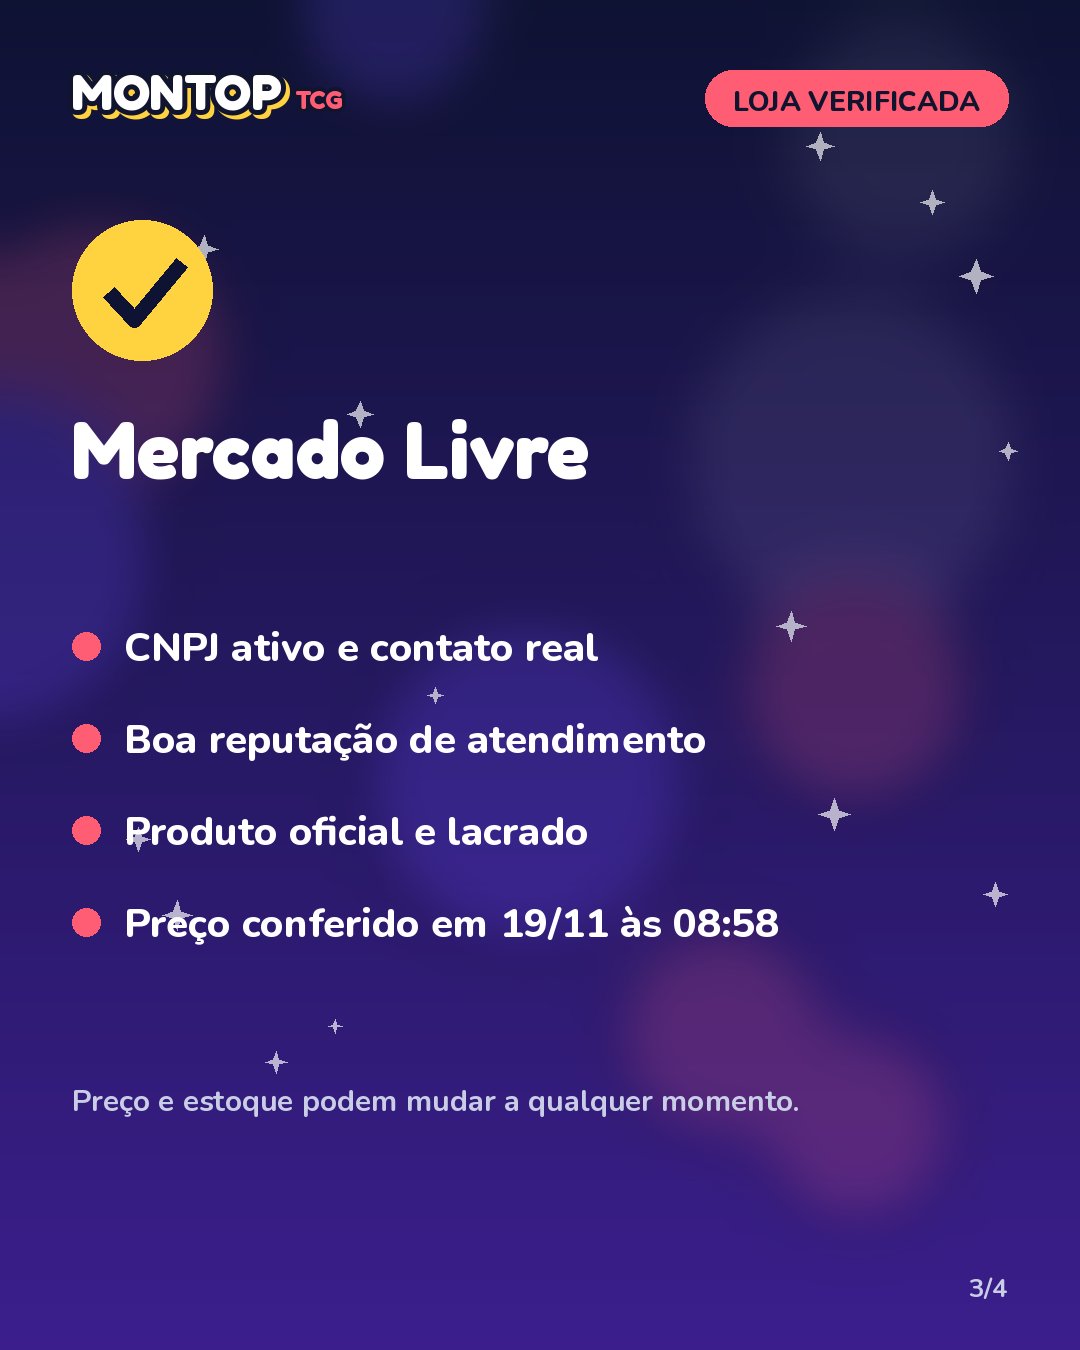 MONTOP TCG
LOJA VERIFICADA
Mercado Livre
CNPJ ativo e contato real
Boa reputação de atendimento
Produto oficial e lacrado
Preço conferido em 19/11 às 08:58
Preço e estoque podem mudar a qualquer momento.
3/4